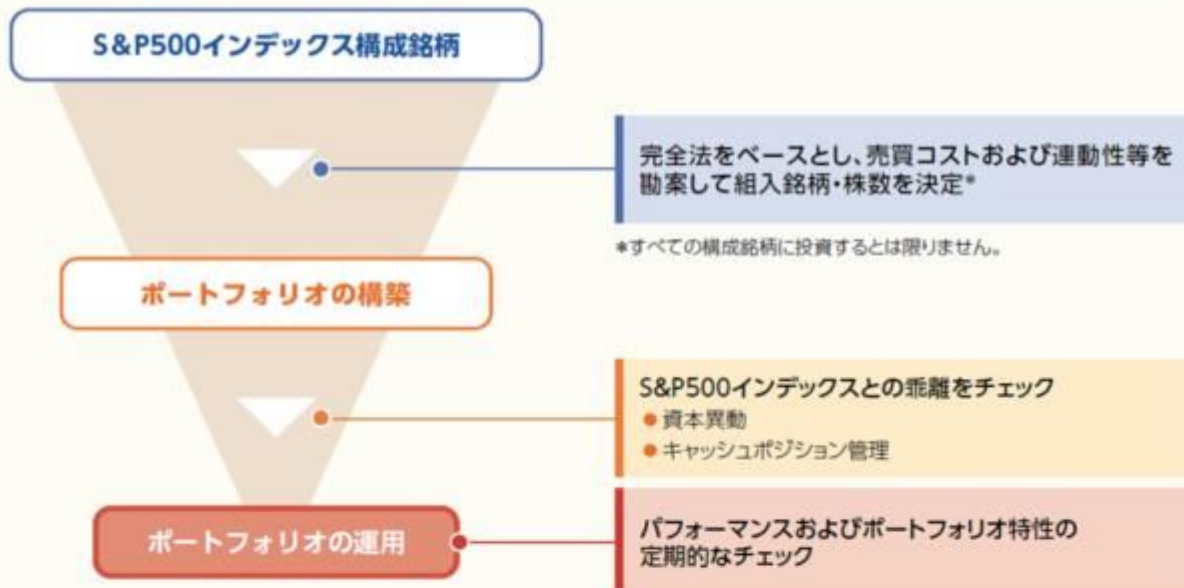 S&P500インデックス構成銘柄
完全法をベースとし、売買コストおよび連動性等を
勘案して組入銘柄・株数を決定*
*すべての構成銘柄に投資するとは限りません。
ポートフォリオの構築
S&P500インデックスとの乖離をチェック
● 資本異動
● キャッシュポジション管理
ポートフォリオの運用
パフォーマンスおよびポートフォリオ特性の
定期的なチェック